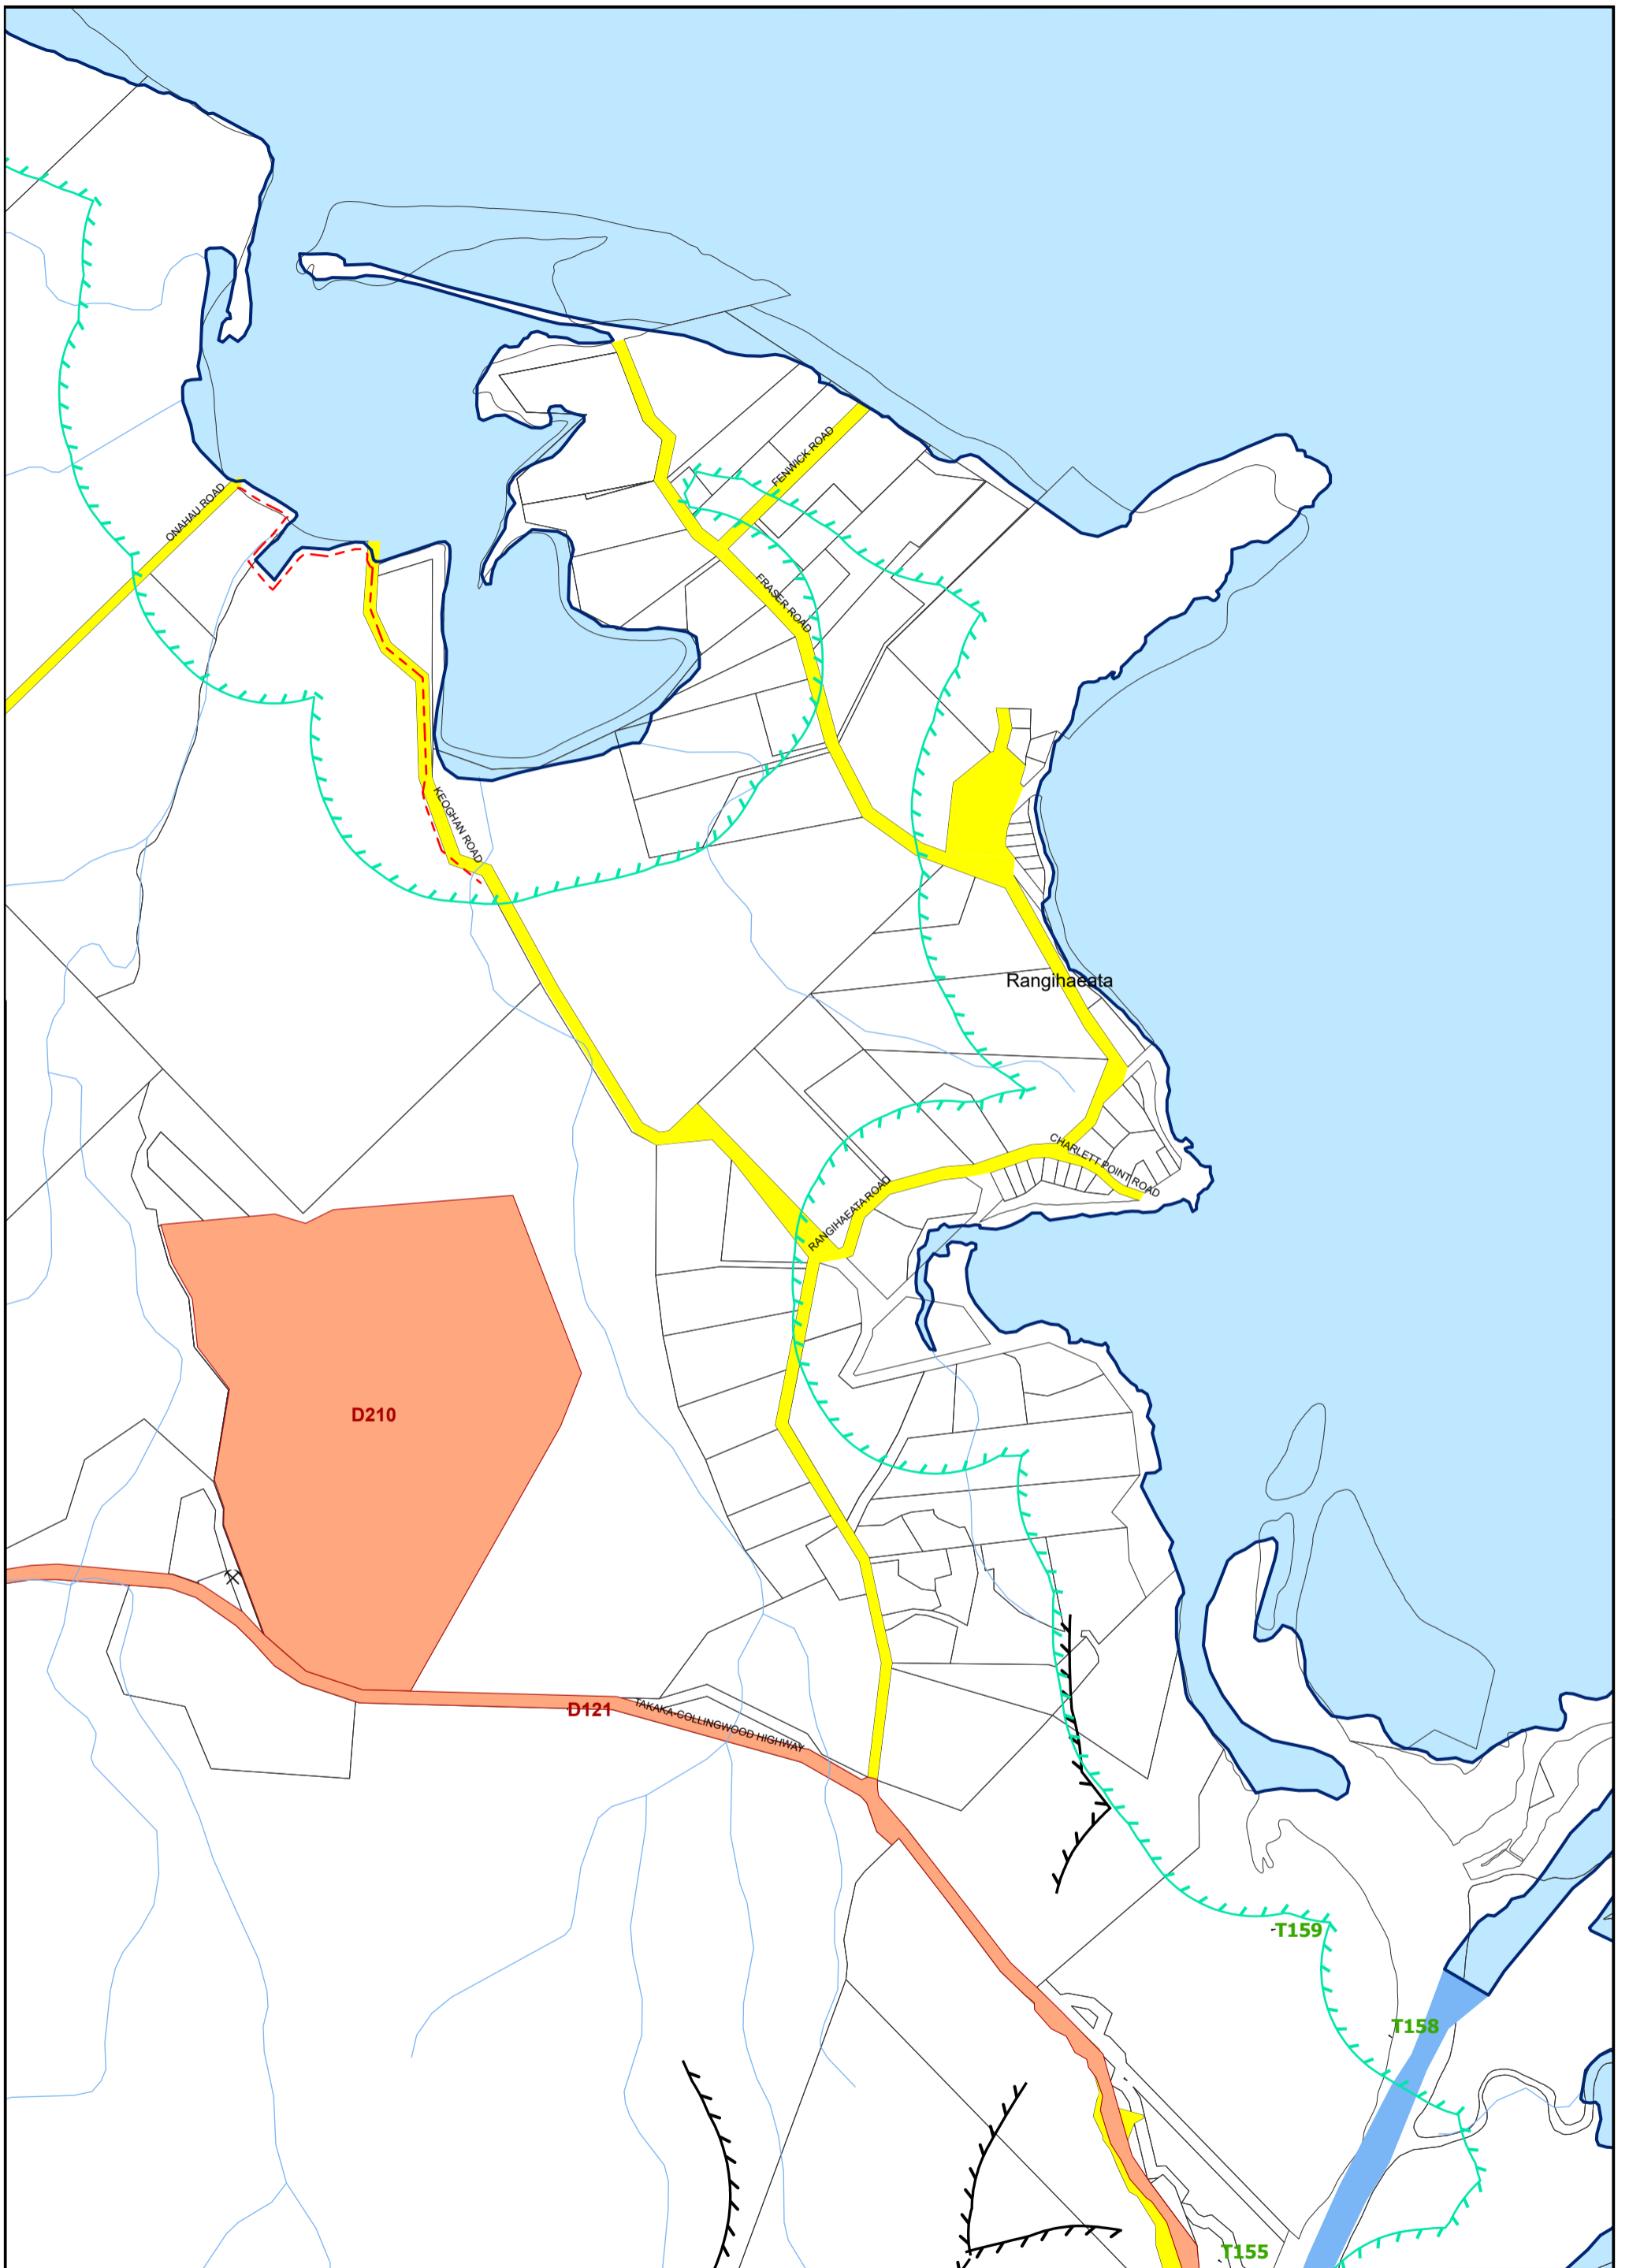 FENWICK ROAD
ONAHAU ROAD
FRASER ROAD
KEOGHAN ROAD
Rangihaeata
CHARLETT POINT ROAD
RANGIHAEATA ROAD
D210
D121
TAKAKA-COLLINGWOOD HIGHWAY
T159
T158
T155